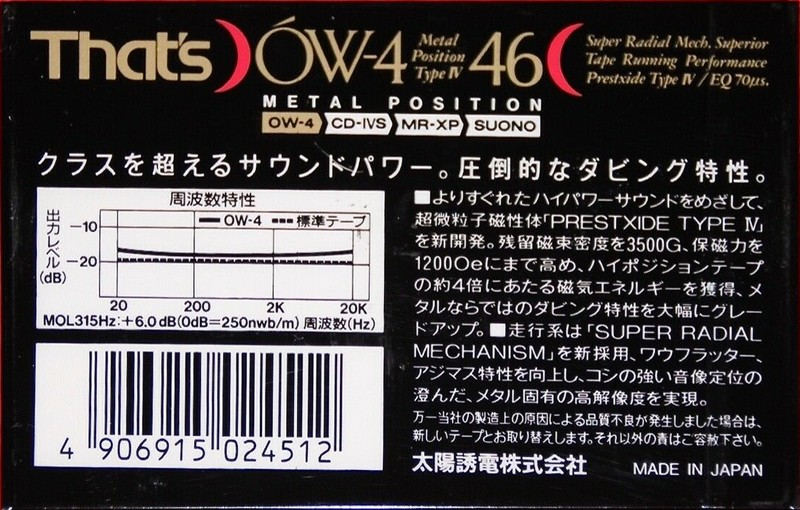 That's ÓW-4 Metal Position Type Ⅳ 46 Super Radial Mech. Superior
Tape Running Performance
Prestxide Type Ⅳ/EQ 70μs.
METAL POSITION
OW-4 CD-IVS MR-XP SUONO
クラスを超えるサウンドパワー。圧倒的なダビング特性。
周波数特性
出力レベル(dB)
OW-4 標準テープ
-10
-20
20 200 2K 20K
MOL315Hz:+6.0dB(0dB=250nwb/m) 周波数(Hz)
4 906915 024512
■よりすぐれたハイパワーサウンドをめざして、
超微粒子磁性体「PRESTXIDE TYPE Ⅳ」
を新開発。残留磁束密度を3500G、保磁力を
1200Oeにまで高め、ハイポジションテープ
の約4倍にあたる磁気エネルギーを獲得、メ
タルならではのダビング特性を大幅にグレー
ドアップ。■走行系は「SUPER RADIAL
MECHANISM」を新採用、ワウフラッター、
アジマス特性を向上し、コシの強い音像定位の
澄んだ、メタル固有の高解像度を実現。
万一当社の製造上の原因による品質不良が発生しました場合は、
新しいテープとお取り替えします。それ以外の責はご容赦下さい。
太陽誘電株式会社 MADE IN JAPAN